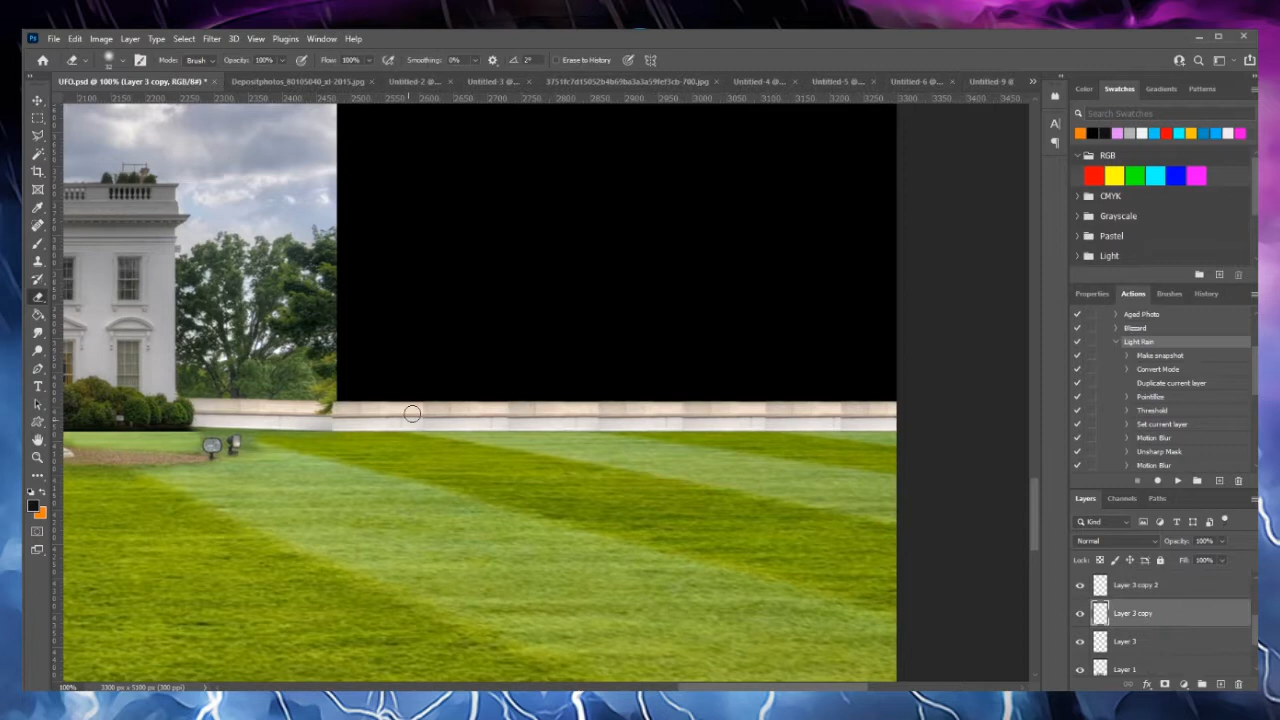 Ps File Edit Image Layer Type Select Filter 3D View Plugins Window Help
32 Mode: Brush Opacity: 100% Flow: 100% Smoothing: 0% 2° Erase to History
UFO.psd @ 100% (Layer 3 copy, RGB/8#) * × Depositphotos_80105040_xl-2015.jpg × Untitled-2 @... × Untitled-3 @... × × Untitled-4 @... × Untitled-5 @... × Untitled-6 @... × Untitled-9 @
2100 2150 2200 2250 2300 2350 2400 2450 2500 2550 2600 2650 2700 2750 2800 2850 2900 2950 3000 3050 3100 3150 3200 3250 3300 3350 3400 3450
Color Swatches Gradients Patterns
Search Swatches
RGB
CMYK
Grayscale
Pastel
Light
Properties Actions Brushes History
Aged Photo
Blizzard
Light Rain
Make snapshot
Convert Mode
Duplicate current layer
Pointillize
Threshold
Set current layer
Motion Blur
Unsharp Mask
Motion Blur
Layers Channels Paths
Kind
Normal Opacity: 100%
Lock: Fill: 100%
Layer 3 copy 2
Layer 3 copy
Layer 3
Layer 1
fx
100% 3300 px x 5100 px (300 ppi)